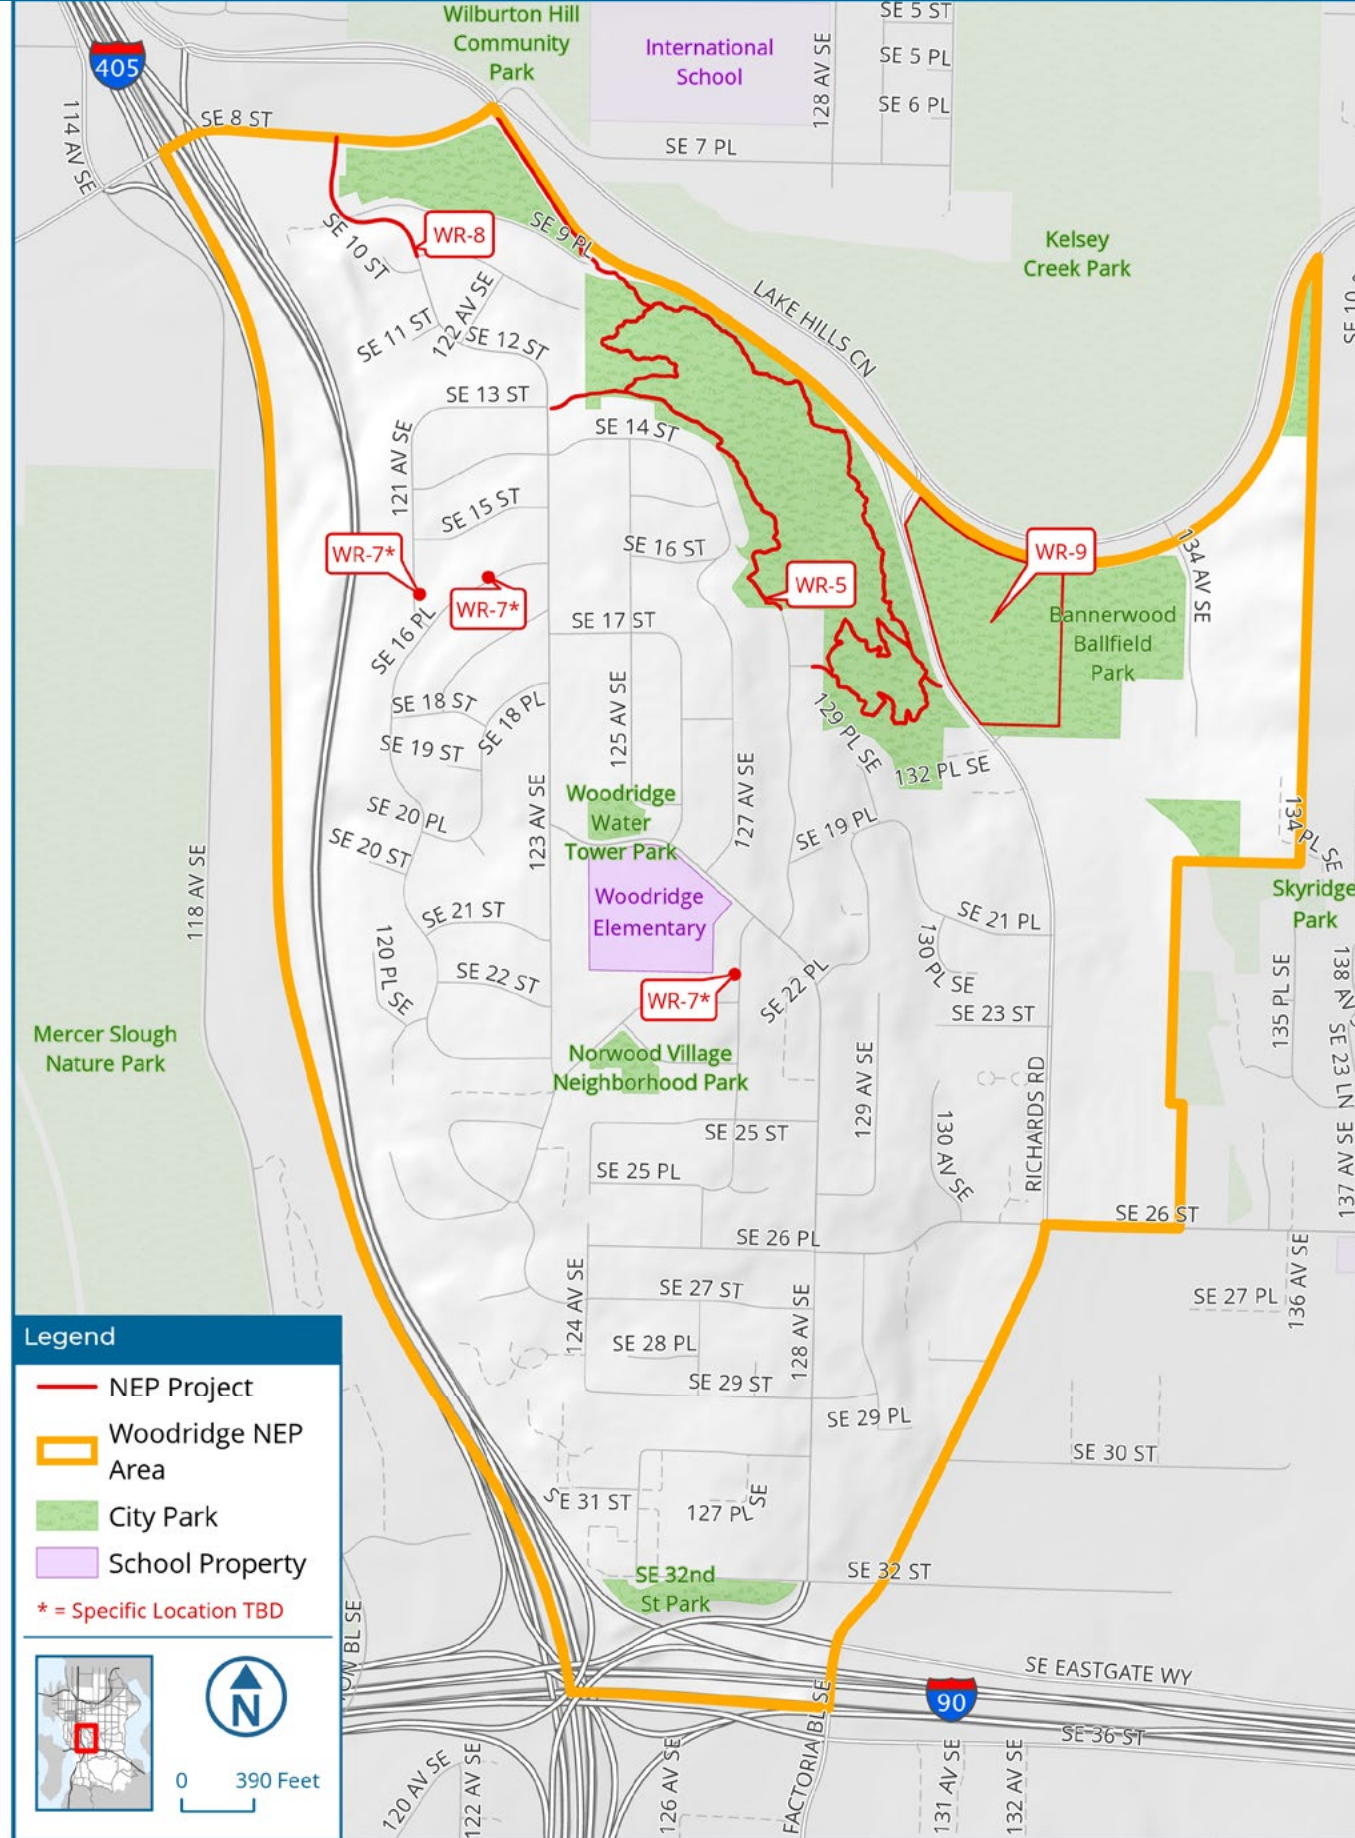 Wilburton Hill
Community
Park
International
School
SE 5 ST
SE 5 PL
SE 6 PL
128 AV SE
405
114 AV SE
SE 8 ST
SE 7 PL
SE 10 ST
WR-8
SE 9 PL
Kelsey
Creek Park
LAKE HILLS CN
SE 11 ST
122 AV SE
SE 12 ST
SE 13 ST
SE 14 ST
121 AV SE
SE 15 ST
SE 16 ST
WR-7*
WR-7*
WR-5
WR-9
134 AV SE
Bannerwood
Ballfield
Park
SE 16 PL
SE 17 ST
SE 18 ST
SE 18 PL
SE 19 ST
125 AV SE
129 PL SE
132 PL SE
127 AV SE
123 AV SE
Woodridge
Water
Tower Park
SE 20 PL
SE 20 ST
SE 19 PL
134 PL SE
118 AV SE
Woodridge
Elementary
Skyridge
Park
SE 21 ST
SE 21 PL
120 PL SE
SE 22 ST
130 PL SE
WR-7*
SE 22 PL
SE 23 ST
135 PL SE
138 AV
SE 23 LN
Mercer Slough
Nature Park
Norwood Village
Neighborhood Park
129 AV SE
130 AV SE
RICHARDS RD
SE 25 ST
SE 25 PL
137 AV SE
SE 26 ST
SE 26 PL
124 AV SE
SE 27 ST
128 AV SE
SE 27 PL
136 AV SE
SE 28 PL
SE 29 ST
SE 29 PL
SE 30 ST
SE 31 ST
127 PL SE
SE 32nd
St Park
SE 32 ST
SE EASTGATE WY
90
SE 36 ST
FACTORIA BL SE
120 AV SE
122 AV SE
126 AV SE
131 AV SE
132 AV SE
Legend
NEP Project
Woodridge NEP
Area
City Park
School Property
* = Specific Location TBD
N
0 390 Feet